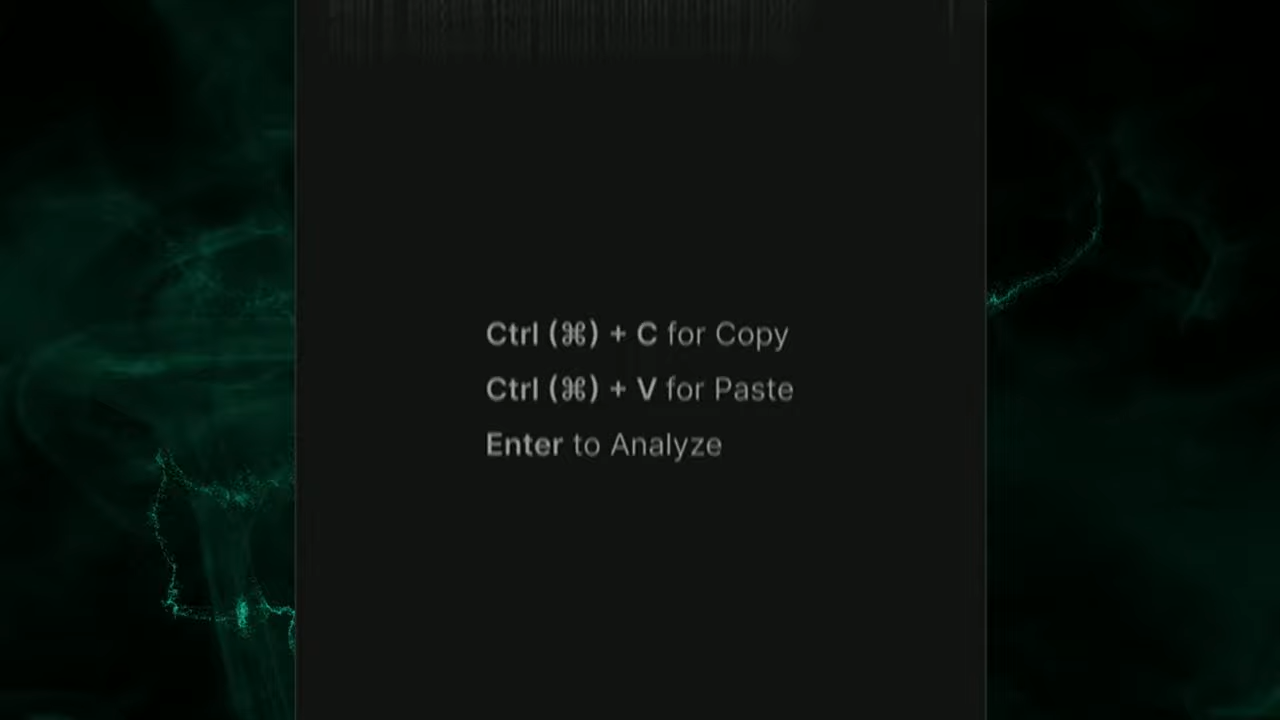 Ctrl (⌘) + C for Copy
Ctrl (⌘) + V for Paste
Enter to Analyze